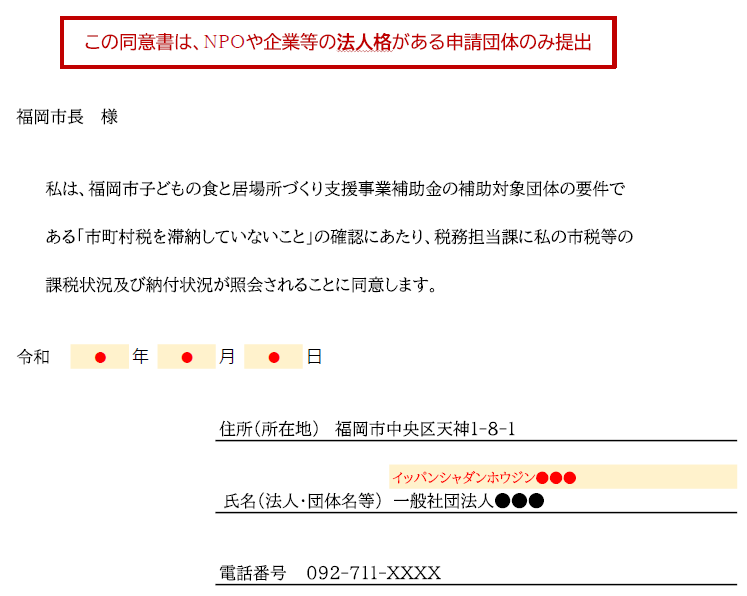 この同意書は、NPOや企業等の法人格がある申請団体のみ提出
福岡市長　様
私は、福岡市子どもの食と居場所づくり支援事業補助金の補助対象団体の要件で
ある「市町村税を滞納していないこと」の確認にあたり、税務担当課に私の市税等の
課税状況及び納付状況が照会されることに同意します。
令和　●　年　●　月　●　日
住所（所在地）　福岡市中央区天神1-8-1
イッパンシャダンホウジン●●●
氏名（法人・団体名等）　一般社団法人●●●
電話番号　092-711-XXXX